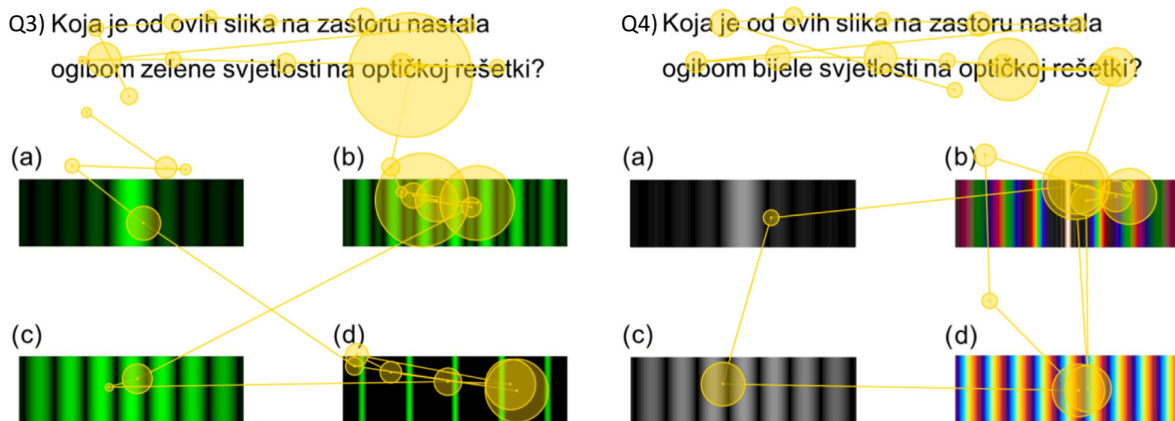 Q3) Koja je od ovih slika na zastoru nastala
ogibom zelene svjetlosti na optičkoj rešetki?
(a)
(b)
(c)
(d)
Q4) Koja je od ovih slika na zastoru nastala
ogibom bijele svjetlosti na optičkoj rešetki?
(a)
(b)
(c)
(d)